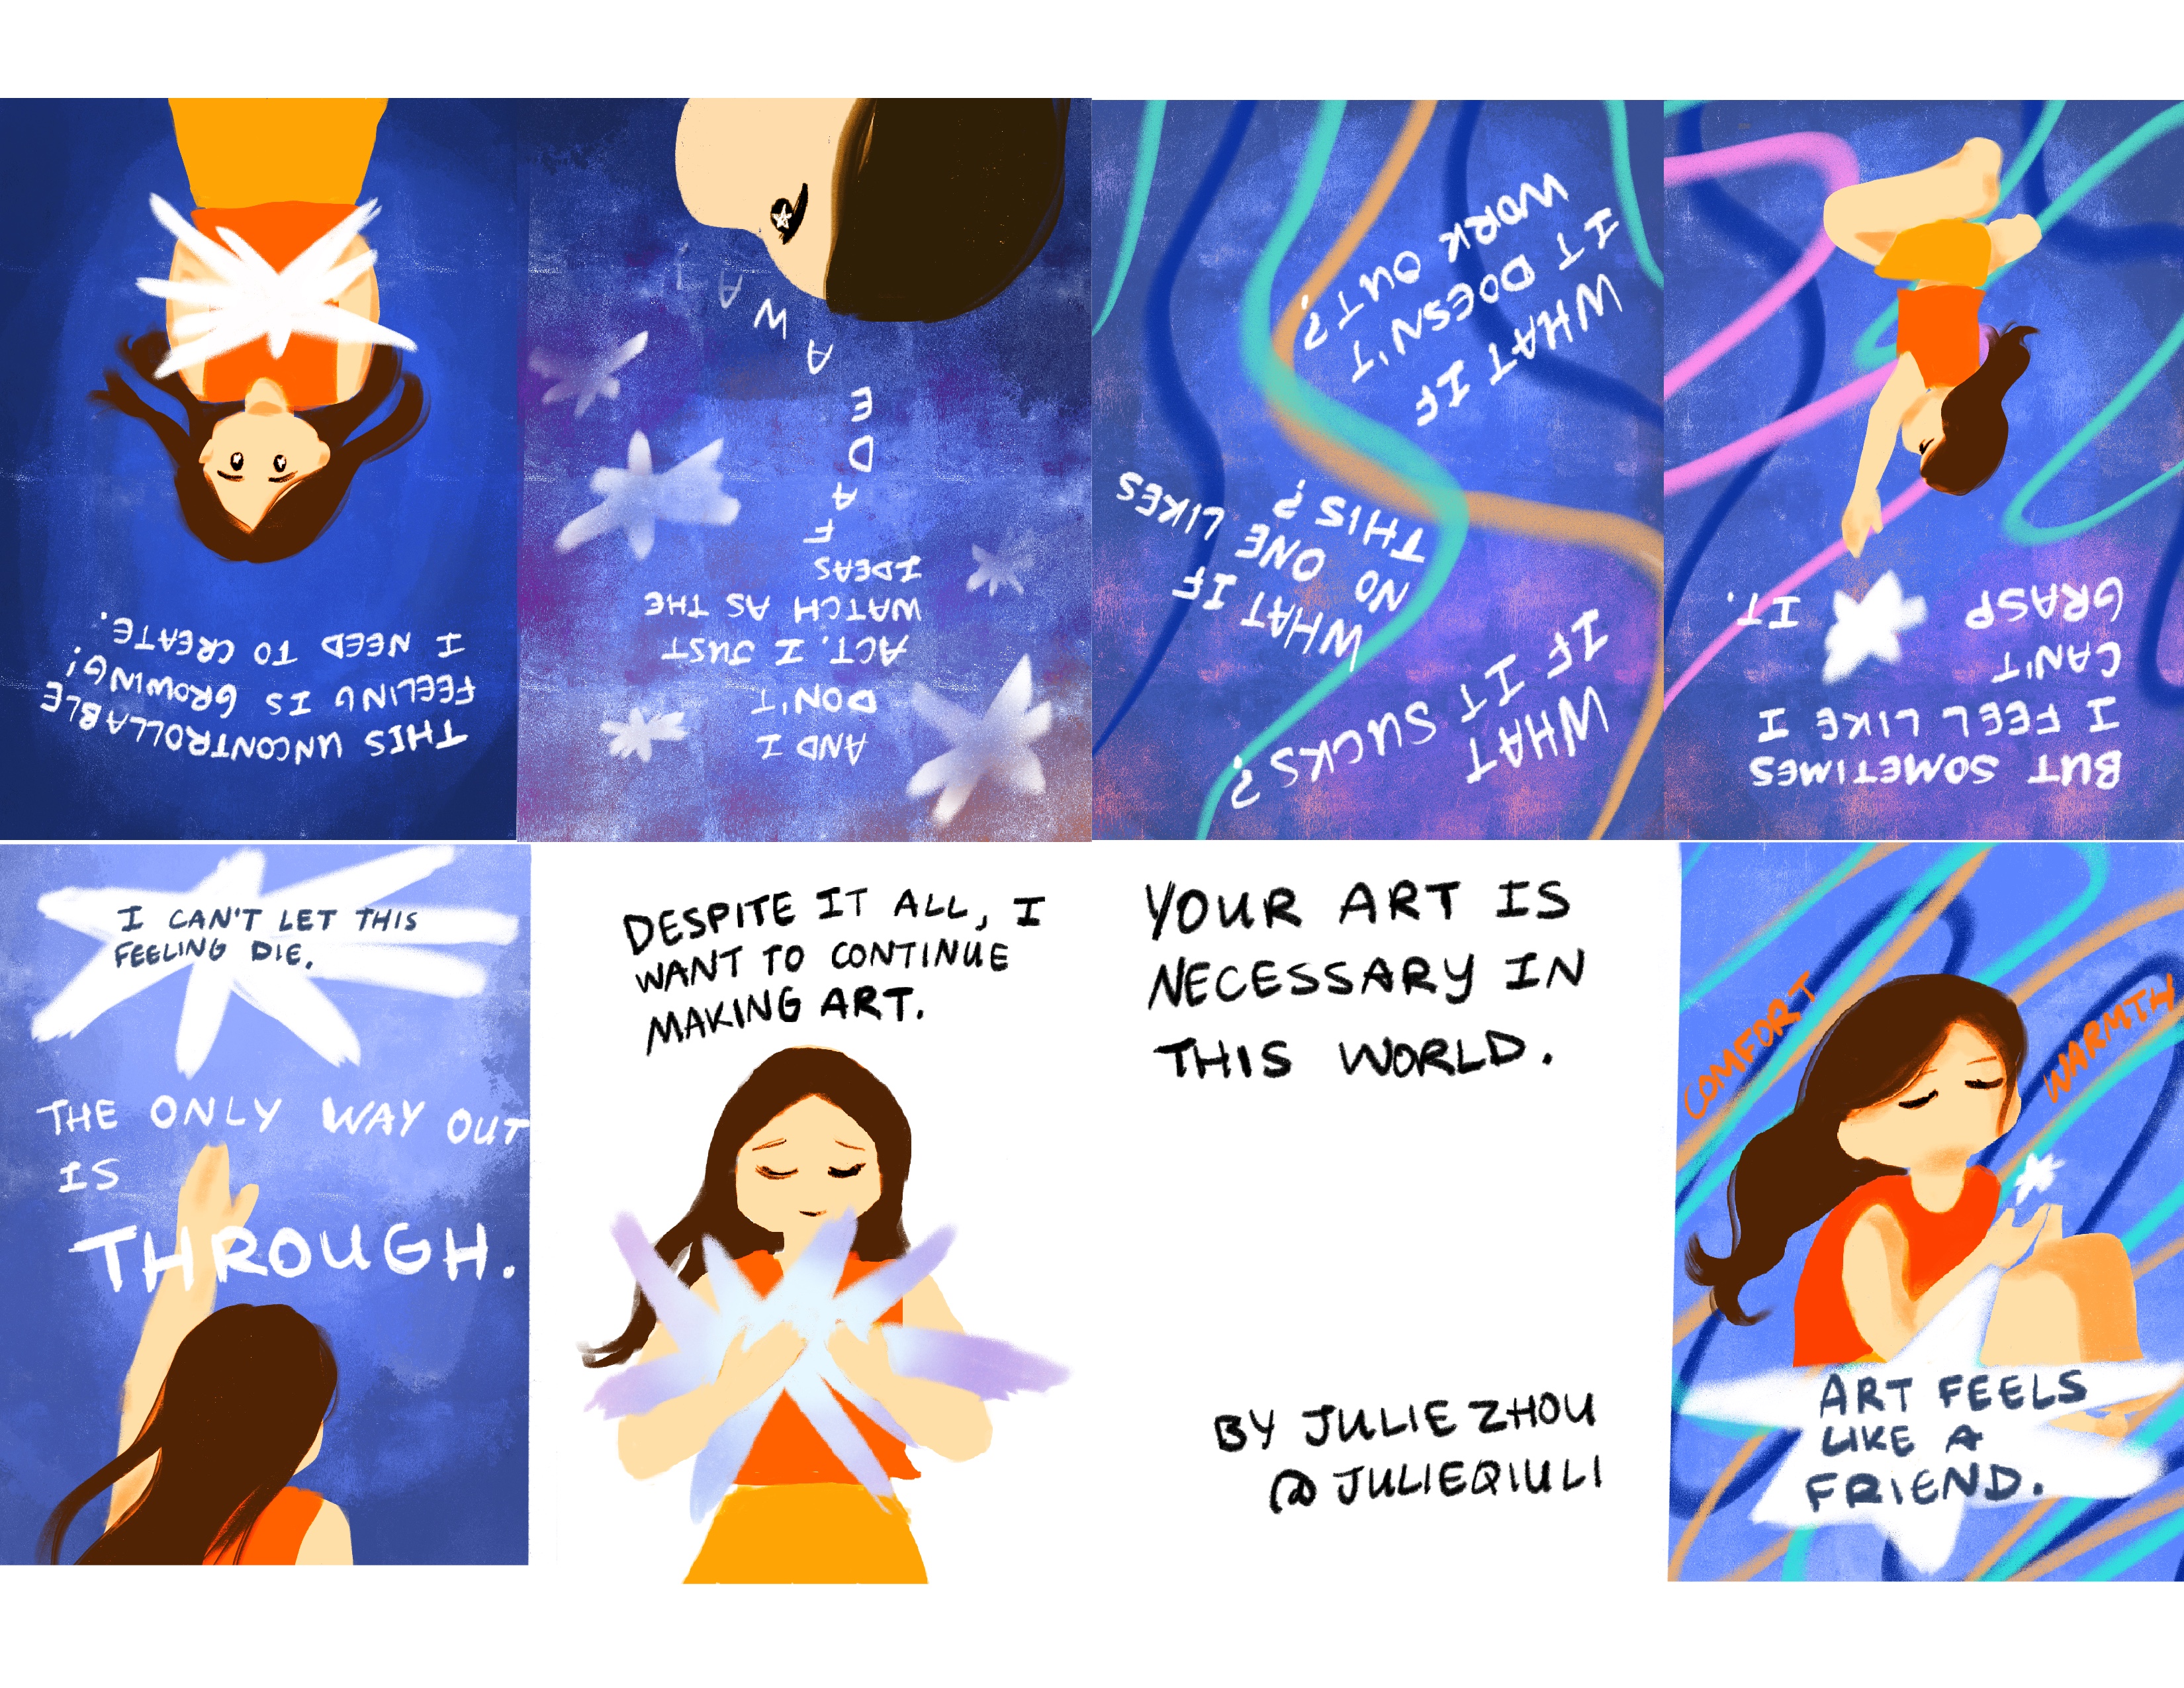 COMFORT
WARMTH
ART FEELS
LIKE A
FRIEND.
BUT SOMETIMES
I FEEL LIKE I
CAN'T
GRASP IT.
WHAT
IF IT SUCKS?
WHAT IF
NO ONE LIKES
THIS?
WHAT IF
IT DOESN'T
WORK OUT?
AND I
DON'T
ACT. I JUST
WATCH AS THE
IDEAS
F A D E A W A Y
THIS UNCONTROLLABLE
FEELING IS GROWING!
I NEED TO CREATE.
I CAN'T LET THIS
FEELING DIE.
THE ONLY WAY OUT
IS
THROUGH.
DESPITE IT ALL, I
WANT TO CONTINUE
MAKING ART.
YOUR ART IS
NECESSARY IN
THIS WORLD.
BY JULIE ZHOU
@JULIEQIULI